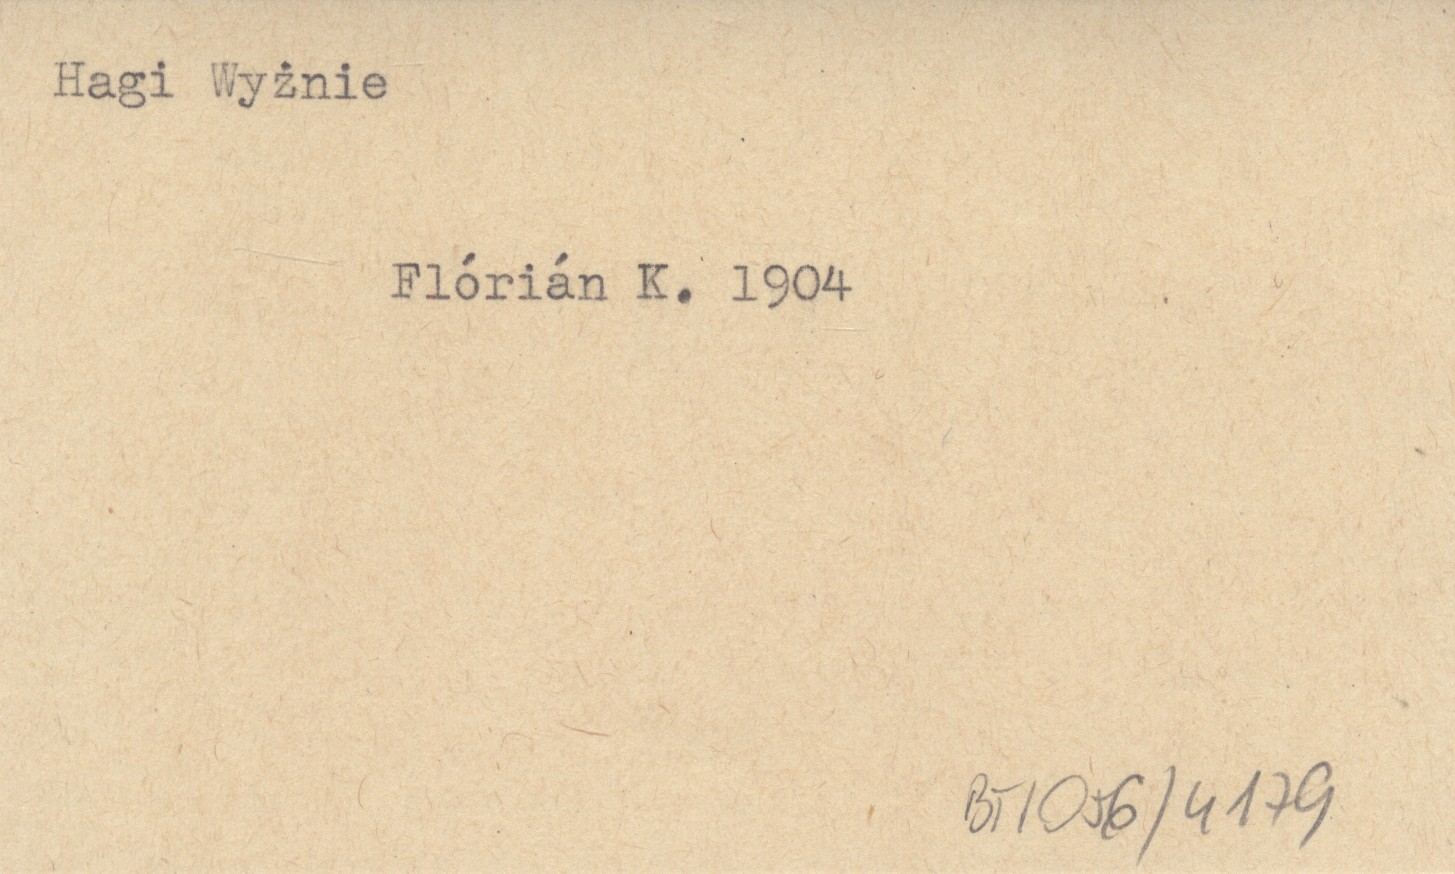 Hagi Wyżnie
Flórián K. 1904
BT1056/4179